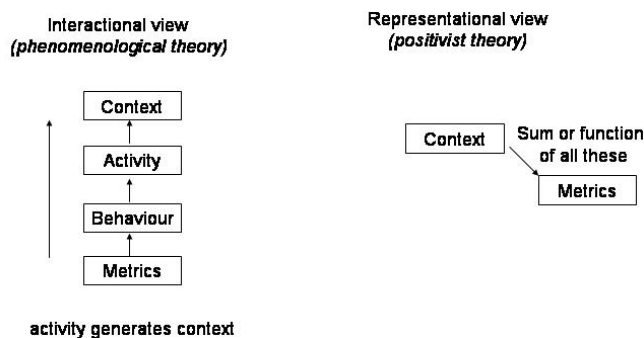 Interactional view
(phenomenological theory)
Context
Activity
Behaviour
Metrics
activity generates context
Representational view
(positivist theory)
Context
Sum or function
of all these
Metrics